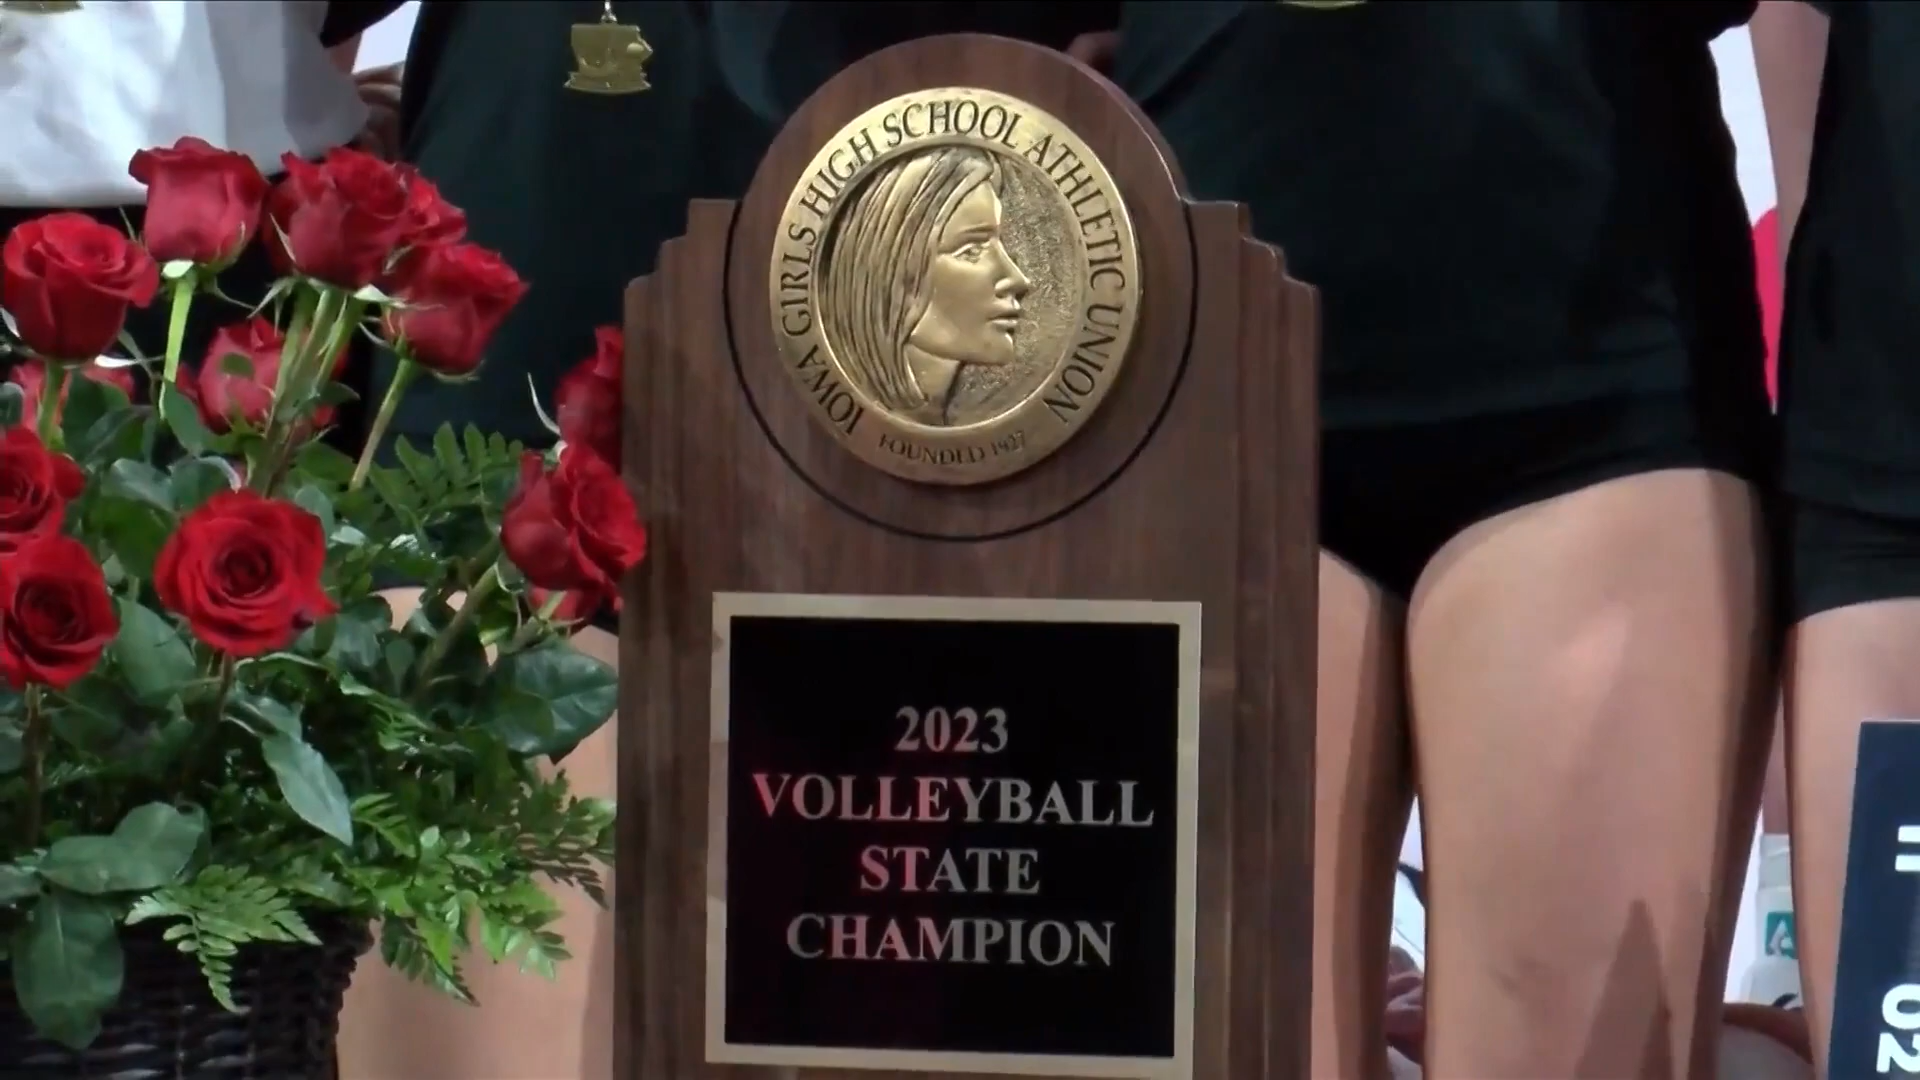 IOWA GIRLS HIGH SCHOOL ATHLETIC UNION
FOUNDED 1927
2023
VOLLEYBALL
STATE
CHAMPION